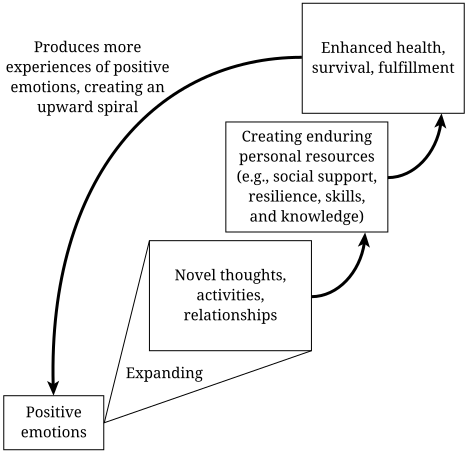 Produces more
experiences of positive
emotions, creating an
upward spiral
Enhanced health,
survival, fulfillment
Creating enduring
personal resources
(e.g., social support,
resilience, skills,
and knowledge)
Novel thoughts,
activities,
relationships
Expanding
Positive
emotions